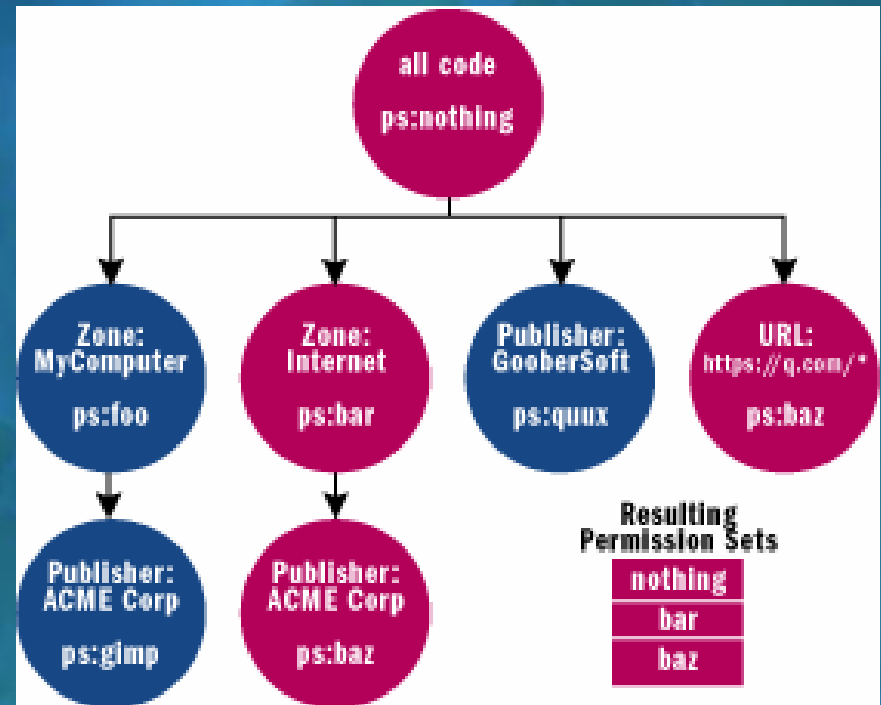 all code
ps:nothing
Zone:
MyComputer
ps:foo
Zone:
Internet
ps:bar
Publisher:
GooberSoft
ps:quux
URL:
https://q.com/*
ps:baz
Publisher:
ACME Corp
ps:gimp
Publisher:
ACME Corp
ps:baz
Resulting
Permission Sets
nothing
bar
baz